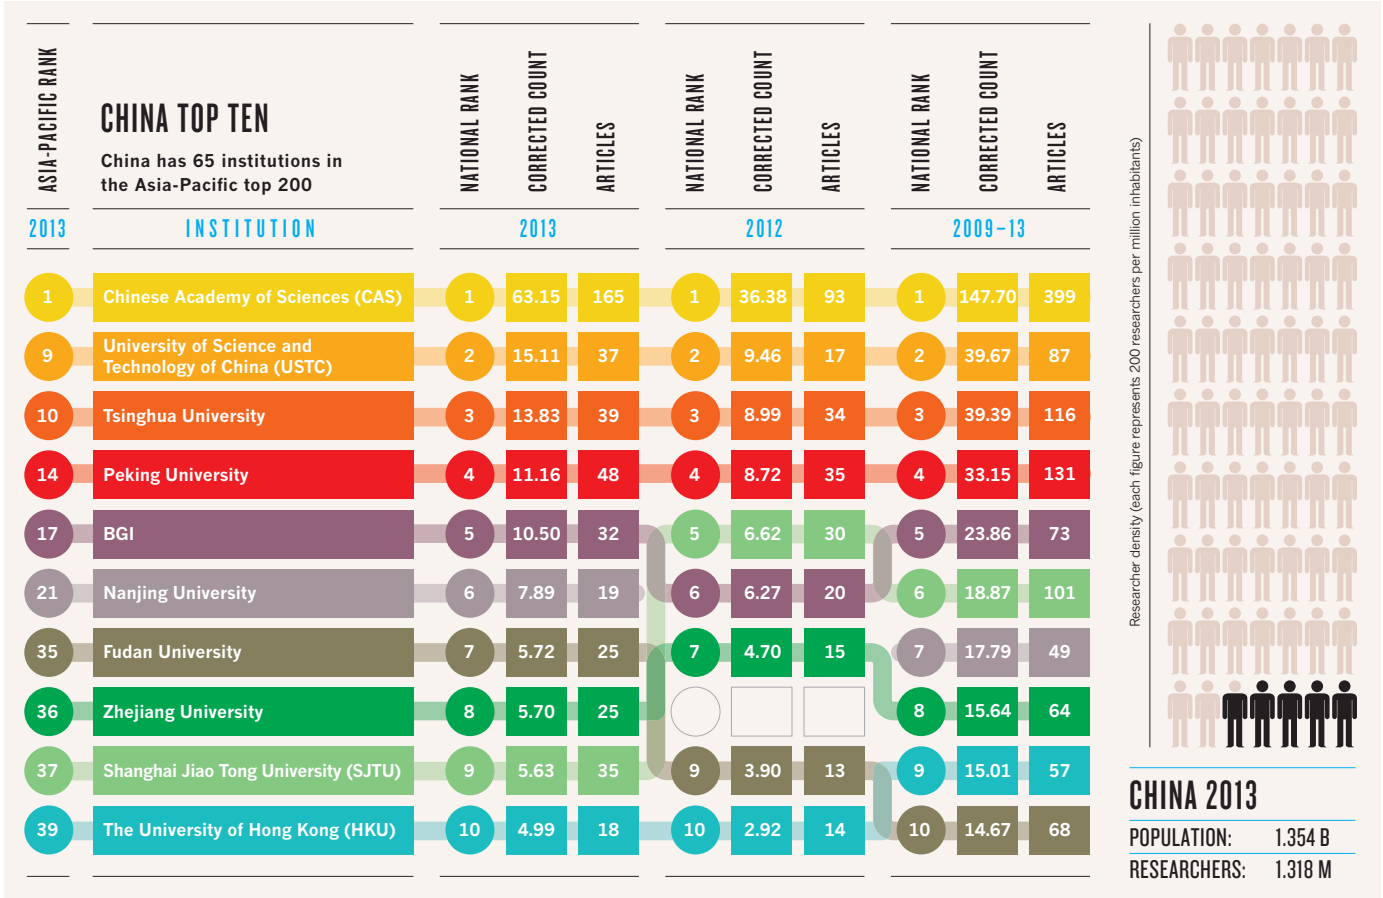 ASIA-PACIFIC RANK
CHINA TOP TEN
China has 65 institutions in
the Asia-Pacific top 200
NATIONAL RANK
CORRECTED COUNT
ARTICLES
NATIONAL RANK
CORRECTED COUNT
ARTICLES
NATIONAL RANK
CORRECTED COUNT
ARTICLES
2013 INSTITUTION 2013 2012 2009–13
1 Chinese Academy of Sciences (CAS) 1 63.15 165 1 36.38 93 1 147.70 399
9 University of Science and
Technology of China (USTC) 2 15.11 37 2 9.46 17 2 39.67 87
10 Tsinghua University 3 13.83 39 3 8.99 34 3 39.39 116
14 Peking University 4 11.16 48 4 8.72 35 4 33.15 131
17 BGI 5 10.50 32 5 6.62 30 5 23.86 73
21 Nanjing University 6 7.89 19 6 6.27 20 6 18.87 101
35 Fudan University 7 5.72 25 7 4.70 15 7 17.79 49
36 Zhejiang University 8 5.70 25 8 15.64 64
37 Shanghai Jiao Tong University (SJTU) 9 5.63 35 9 3.90 13 9 15.01 57
39 The University of Hong Kong (HKU) 10 4.99 18 10 2.92 14 10 14.67 68
Researcher density (each figure represents 200 researchers per million inhabitants)
CHINA 2013
POPULATION: 1.354 B
RESEARCHERS: 1.318 M